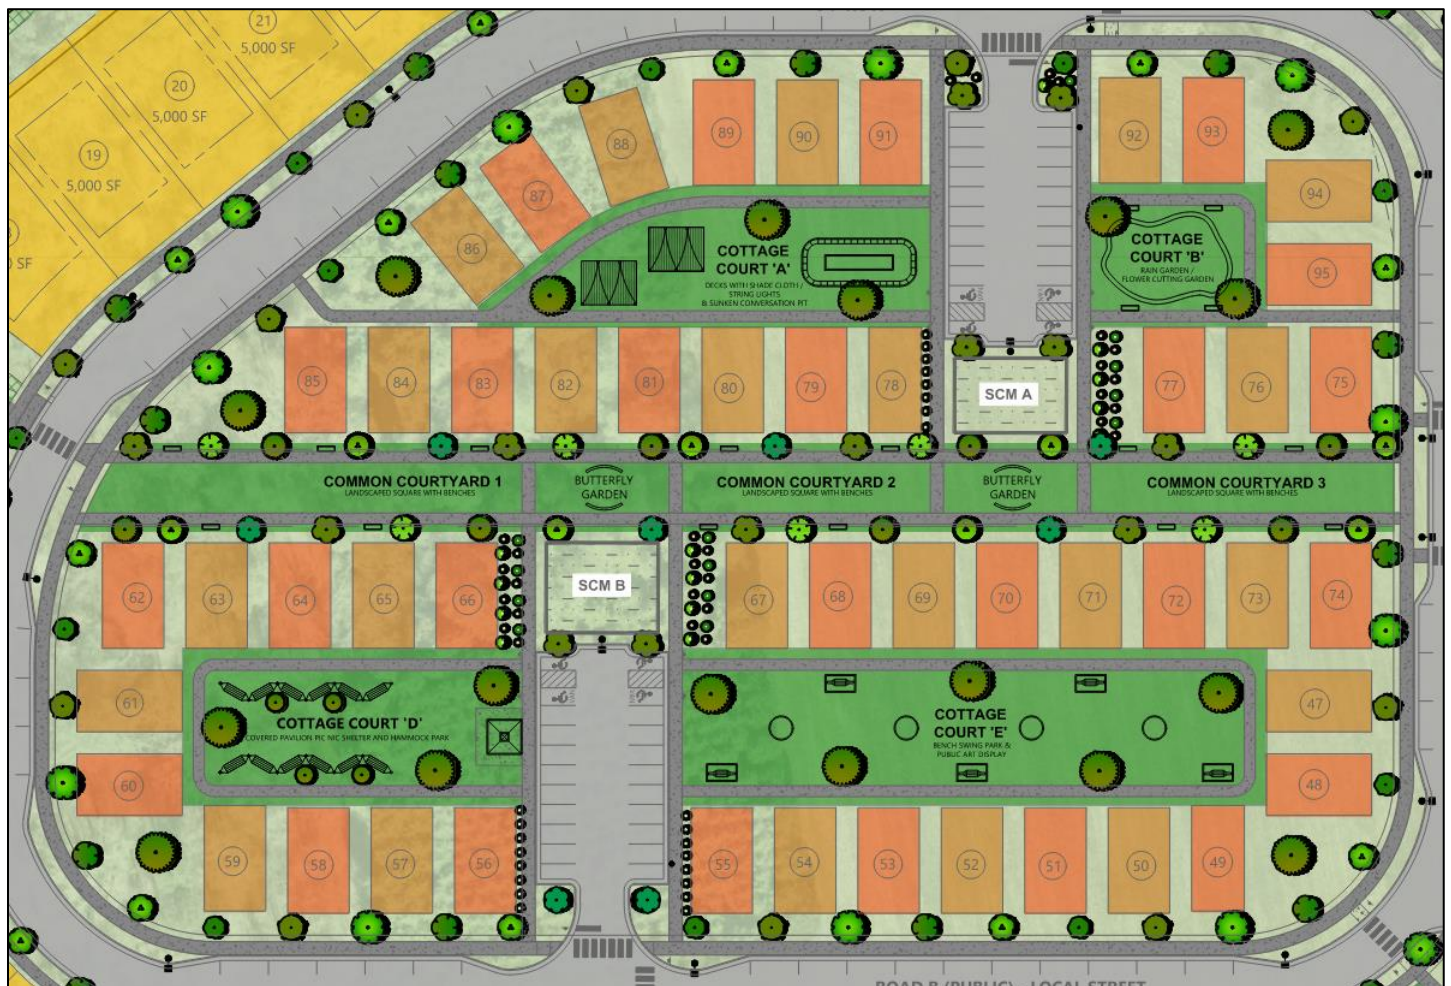 21
5,000 SF
20
5,000 SF
19
5,000 SF
SF
88
89
90
91
92
93
94
95
87
86
COTTAGE
COURT 'A'
DECKS WITH SHADE CLOTH /
STRING LIGHTS
& SUNKEN CONVERSATION PIT
COTTAGE
COURT 'B'
RAIN GARDEN /
FLOWER CUTTING GARDEN
85
84
83
82
81
80
79
78
SCM A
77
76
75
COMMON COURTYARD 1
LANDSCAPED SQUARE WITH BENCHES
BUTTERFLY
GARDEN
COMMON COURTYARD 2
LANDSCAPED SQUARE WITH BENCHES
BUTTERFLY
GARDEN
COMMON COURTYARD 3
LANDSCAPED SQUARE WITH BENCHES
62
63
64
65
66
SCM B
67
68
69
70
71
72
73
74
61
60
COTTAGE COURT 'D'
COVERED PAVILION PIC NIC SHELTER AND HAMMOCK PARK
COTTAGE
COURT 'E'
BENCH SWING PARK &
PUBLIC ART DISPLAY
47
48
59
58
57
56
55
54
53
52
51
50
49
ROAD B (PUBLIC) - LOCAL STREET